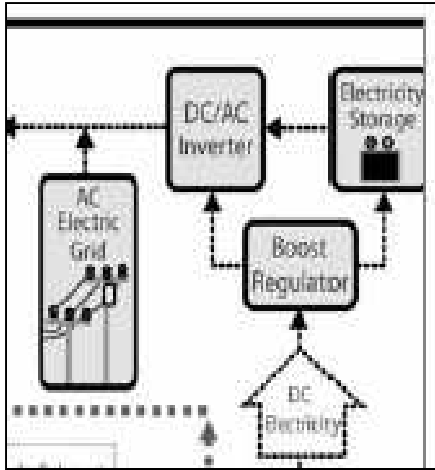 DC/AC
Inverter
Electricity
Storage
AC
Electric
Grid
Boost
Regulator
DC
Electricity